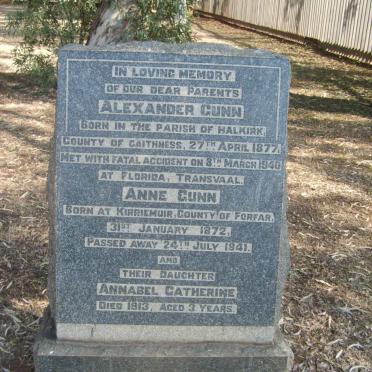 IN LOVING MEMORY
OF OUR DEAR PARENTS
ALEXANDER GUNN
BORN IN THE PARISH OF HALKIRK,
COUNTY OF CAITHNESS, 27TH APRIL 1877,
MET WITH FATAL ACCIDENT ON 8TH MARCH 1940
AT FLORIDA, TRANSVAAL.
ANNE GUNN
BORN AT KIRRIEMUIR, COUNTY OF FORFAR,
31ST JANUARY 1872,
PASSED AWAY 24TH JULY 1941.
AND
THEIR DAUGHTER
ANNABEL CATHERINE
DIED 1913, AGED 3 YEARS.